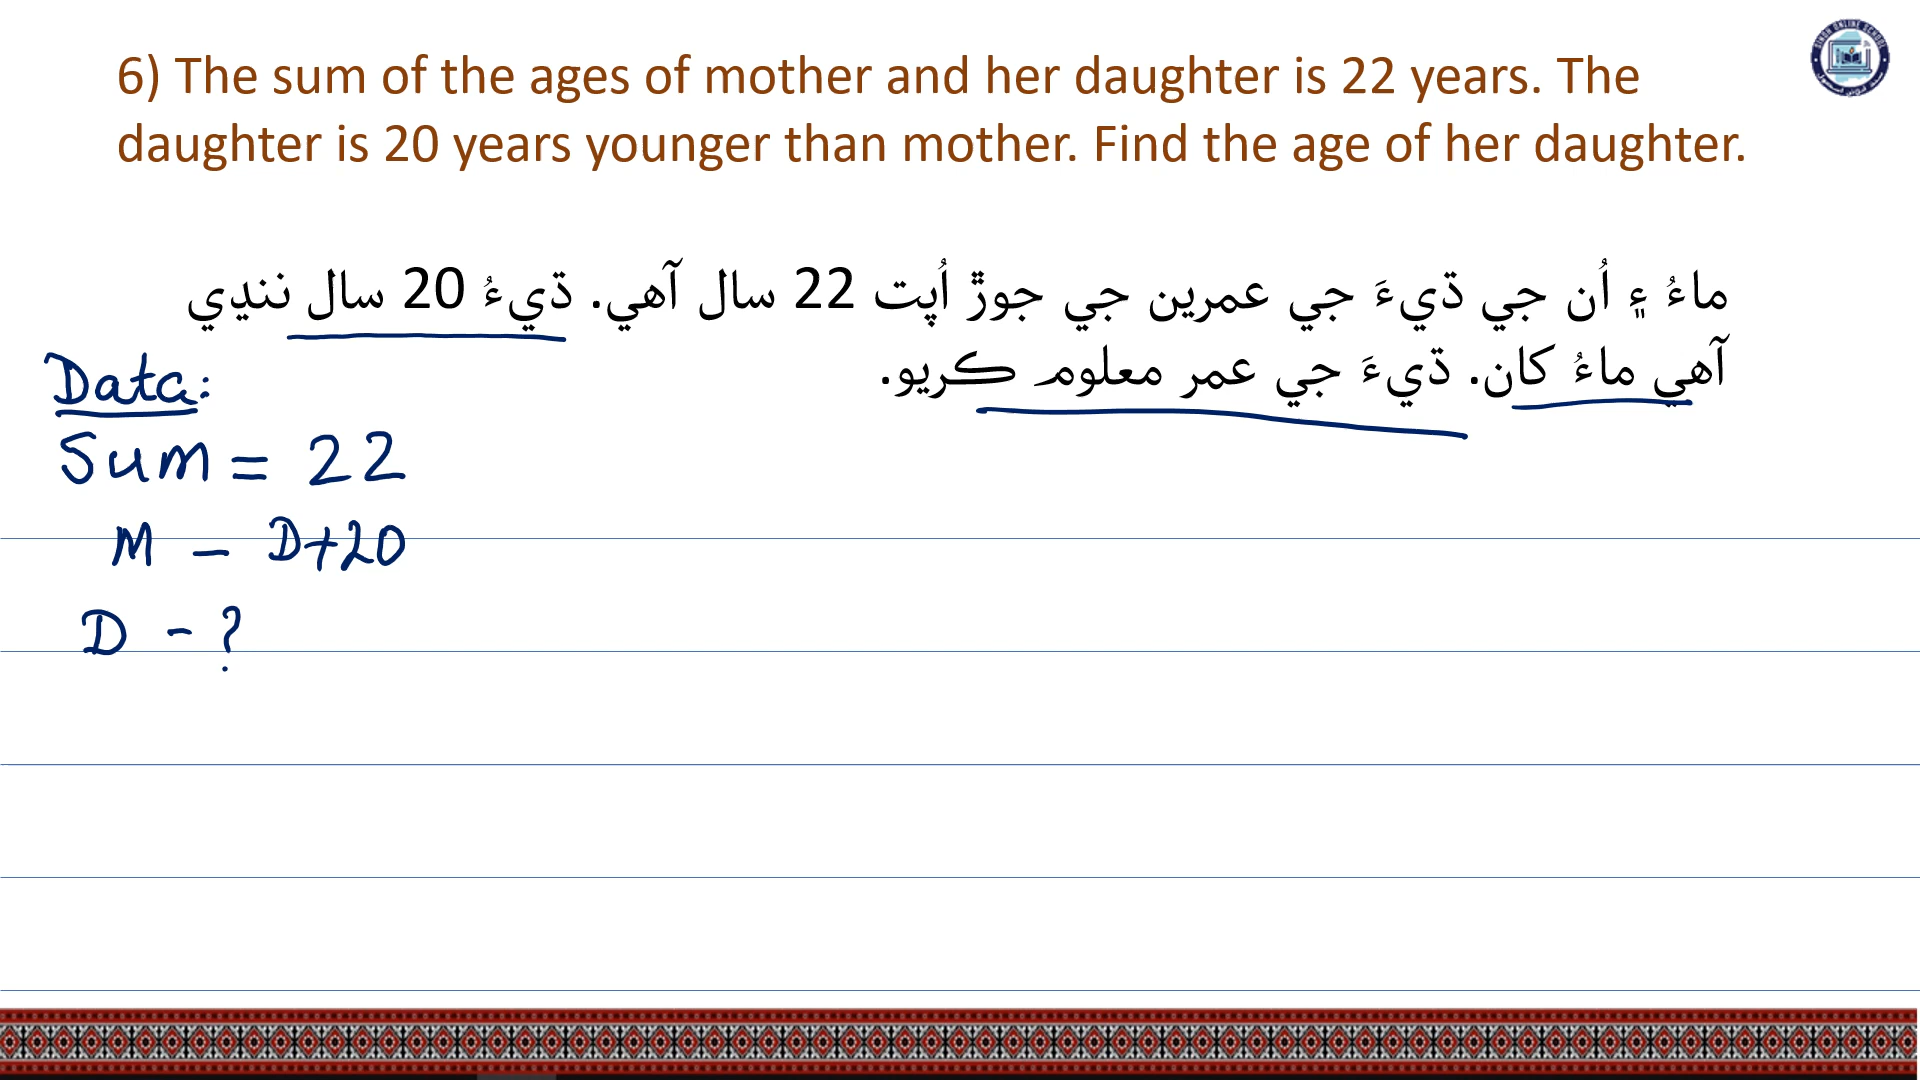 6) The sum of the ages of mother and her daughter is 22 years. The
daughter is 20 years younger than mother. Find the age of her daughter.
ماءُ ۽ اُن جي ڌيءَ جي عمرين جي جوڙ اُپت 22 سال آهي. ڌيءُ 20 سال ننڍي
آهي ماءُ کان. ڌيءَ جي عمر معلوم ڪريو.
Data:
Sum = 22
M - D+20
D - ?